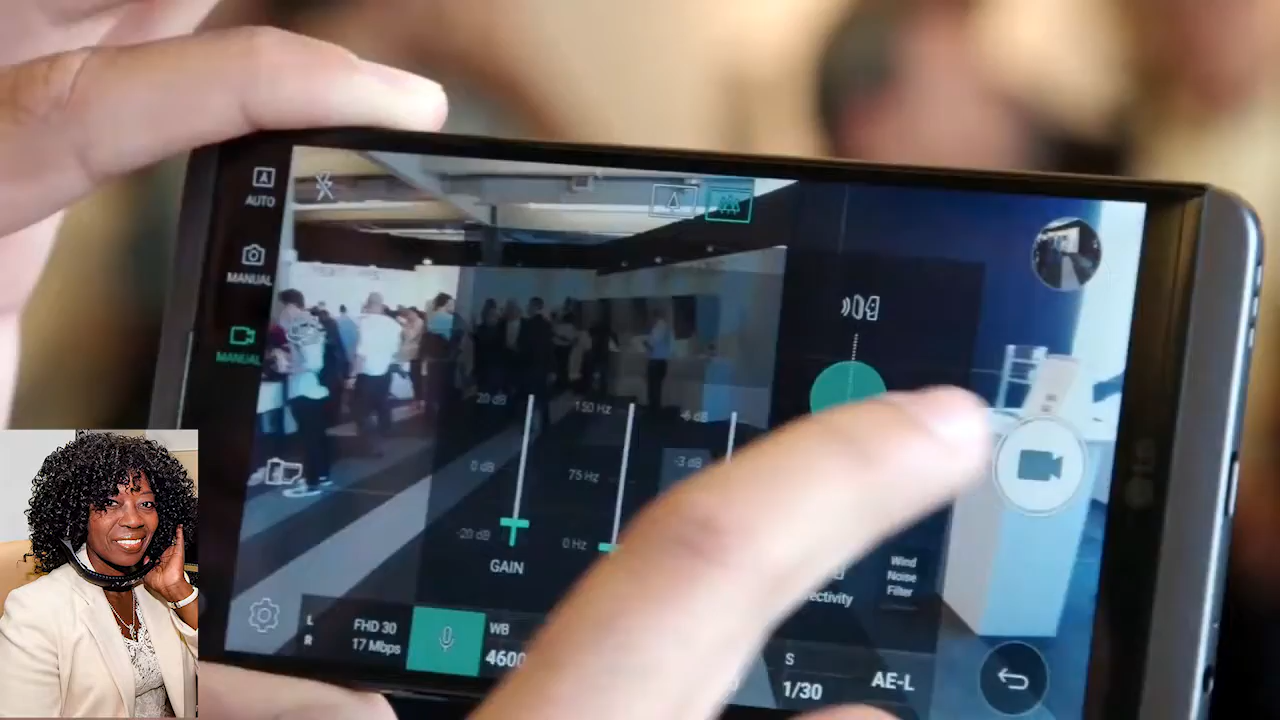 AUTO
MANUAL
MANUAL
20 dB
0 dB
-20 dB
GAIN
150 Hz
75 Hz
0 Hz
-6 dB
-3 dB
Wind
Noise
Filter
L
R
FHD 30
17 Mbps
WB
4600
S
1/30
AE-L
LG